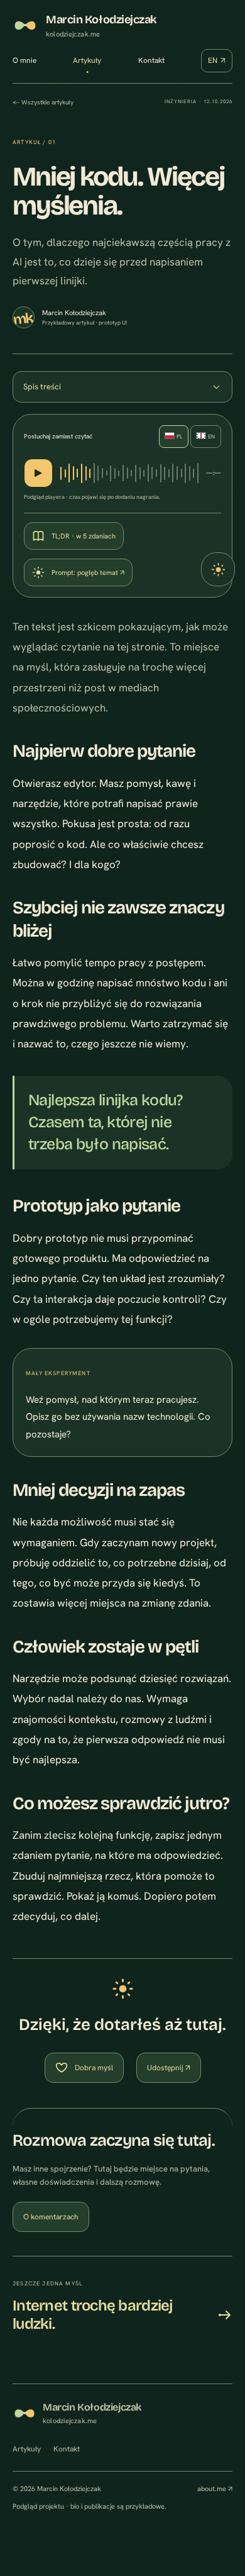 Marcin Kołodziejczak
kolodziejczak.me
O mnie
Artykuły
Kontakt
EN ↗
← Wszystkie artykuły
INŻYNIERIA · 12.10.2026
ARTYKUŁ / 01
Mniej kodu. Więcej
myślenia.
O tym, dlaczego najciekawszą częścią pracy z
AI jest to, co dzieje się przed napisaniem
pierwszej linijki.
mk
Marcin Kołodziejczak
Przykładowy artykuł · prototyp UI
Spis treści
Posłuchaj zamiast czytać
PL
EN
Podgląd playera · czas pojawi się po dodaniu nagrania.
TL;DR · w 5 zdaniach
Prompt: pogłęb temat ↗
Ten tekst jest szkicem pokazującym, jak może
wyglądać czytanie na tej stronie. To miejsce
na myśl, która zasługuje na trochę więcej
przestrzeni niż post w mediach
społecznościowych.
Najpierw dobre pytanie
Otwierasz edytor. Masz pomysł, kawę i
narzędzie, które potrafi napisać prawie
wszystko. Pokusa jest prosta: od razu
poprosić o kod. Ale co właściwie chcesz
zbudować? I dla kogo?
Szybciej nie zawsze znaczy
bliżej
Łatwo pomylić tempo pracy z postępem.
Można w godzinę napisać mnóstwo kodu i ani
o krok nie przybliżyć się do rozwiązania
prawdziwego problemu. Warto zatrzymać się
i nazwać to, czego jeszcze nie wiemy.
Najlepsza linijka kodu?
Czasem ta, której nie
trzeba było napisać.
Prototyp jako pytanie
Dobry prototyp nie musi przypominać
gotowego produktu. Ma odpowiedzieć na
jedno pytanie. Czy ten układ jest zrozumiały?
Czy ta interakcja daje poczucie kontroli? Czy
w ogóle potrzebujemy tej funkcji?
MAŁY EKSPERYMENT
Weź pomysł, nad którym teraz pracujesz.
Opisz go bez używania nazw technologii. Co
pozostaje?
Mniej decyzji na zapas
Nie każda możliwość musi stać się
wymaganiem. Gdy zaczynam nowy projekt,
próbuję oddzielić to, co potrzebne dzisiaj, od
tego, co być może przyda się kiedyś. To
zostawia więcej miejsca na zmianę zdania.
Człowiek zostaje w pętli
Narzędzie może podsunąć dziesięć rozwiązań.
Wybór nadal należy do nas. Wymaga
znajomości kontekstu, rozmowy z ludźmi i
zgody na to, że pierwsza odpowiedź nie musi
być najlepsza.
Co możesz sprawdzić jutro?
Zanim zlecisz kolejną funkcję, zapisz jednym
zdaniem pytanie, na które ma odpowiedzieć.
Zbuduj najmniejszą rzecz, która pomoże to
sprawdzić. Pokaż ją komuś. Dopiero potem
zdecyduj, co dalej.
Dzięki, że dotarłeś aż tutaj.
Dobra myśl
Udostępnij ↗
Rozmowa zaczyna się tutaj.
Masz inne spojrzenie? Tutaj będzie miejsce na pytania,
własne doświadczenia i dalszą rozmowę.
O komentarzach
JESZCZE JEDNA MYŚL
Internet trochę bardziej
ludzki.
Marcin Kołodziejczak
kolodziejczak.me
Artykuły
Kontakt
© 2026 Marcin Kołodziejczak
about.me ↗
Podgląd projektu · bio i publikacje są przykładowe.